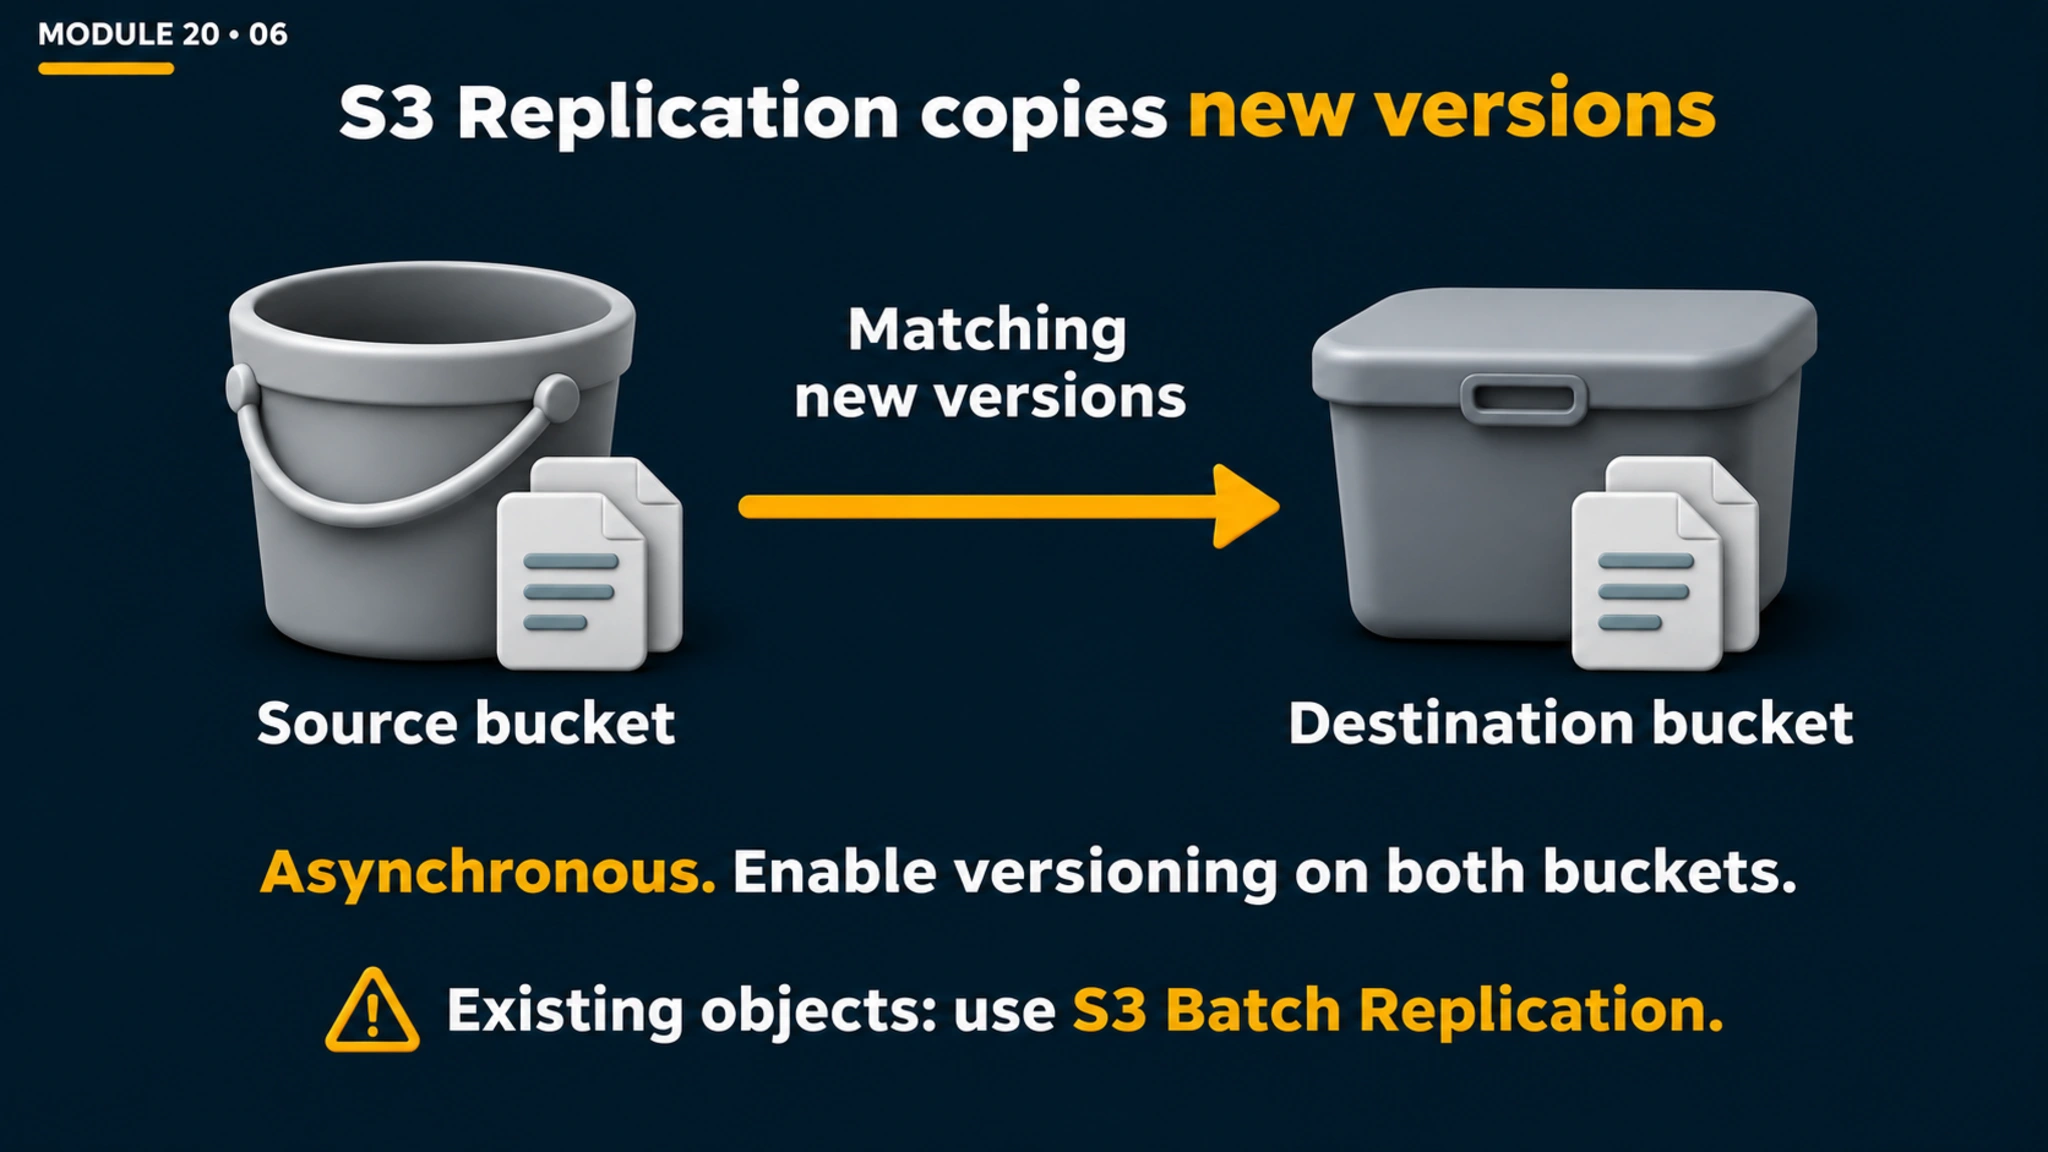 MODULE 20 • 06
S3 Replication copies new versions
Matching
new versions
Source bucket
Destination bucket
Asynchronous. Enable versioning on both buckets.
Existing objects: use S3 Batch Replication.